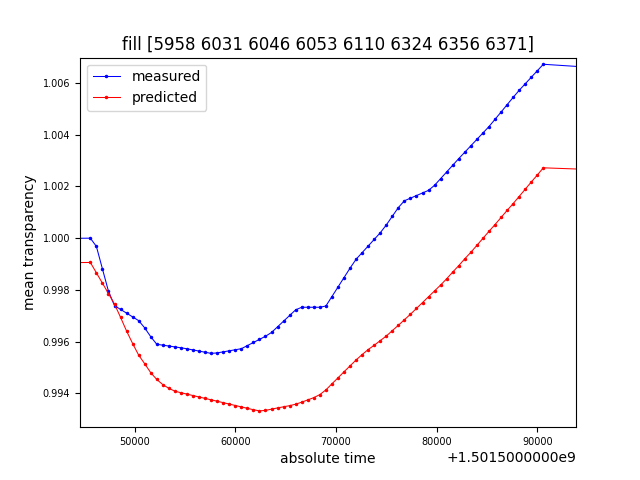 fill [5958 6031 6046 6053 6110 6324 6356 6371]
measured
predicted
mean transparency
1.006
1.004
1.002
1.000
0.998
0.996
0.994
50000 60000 70000 80000 90000
absolute time
+1.5015000000e9